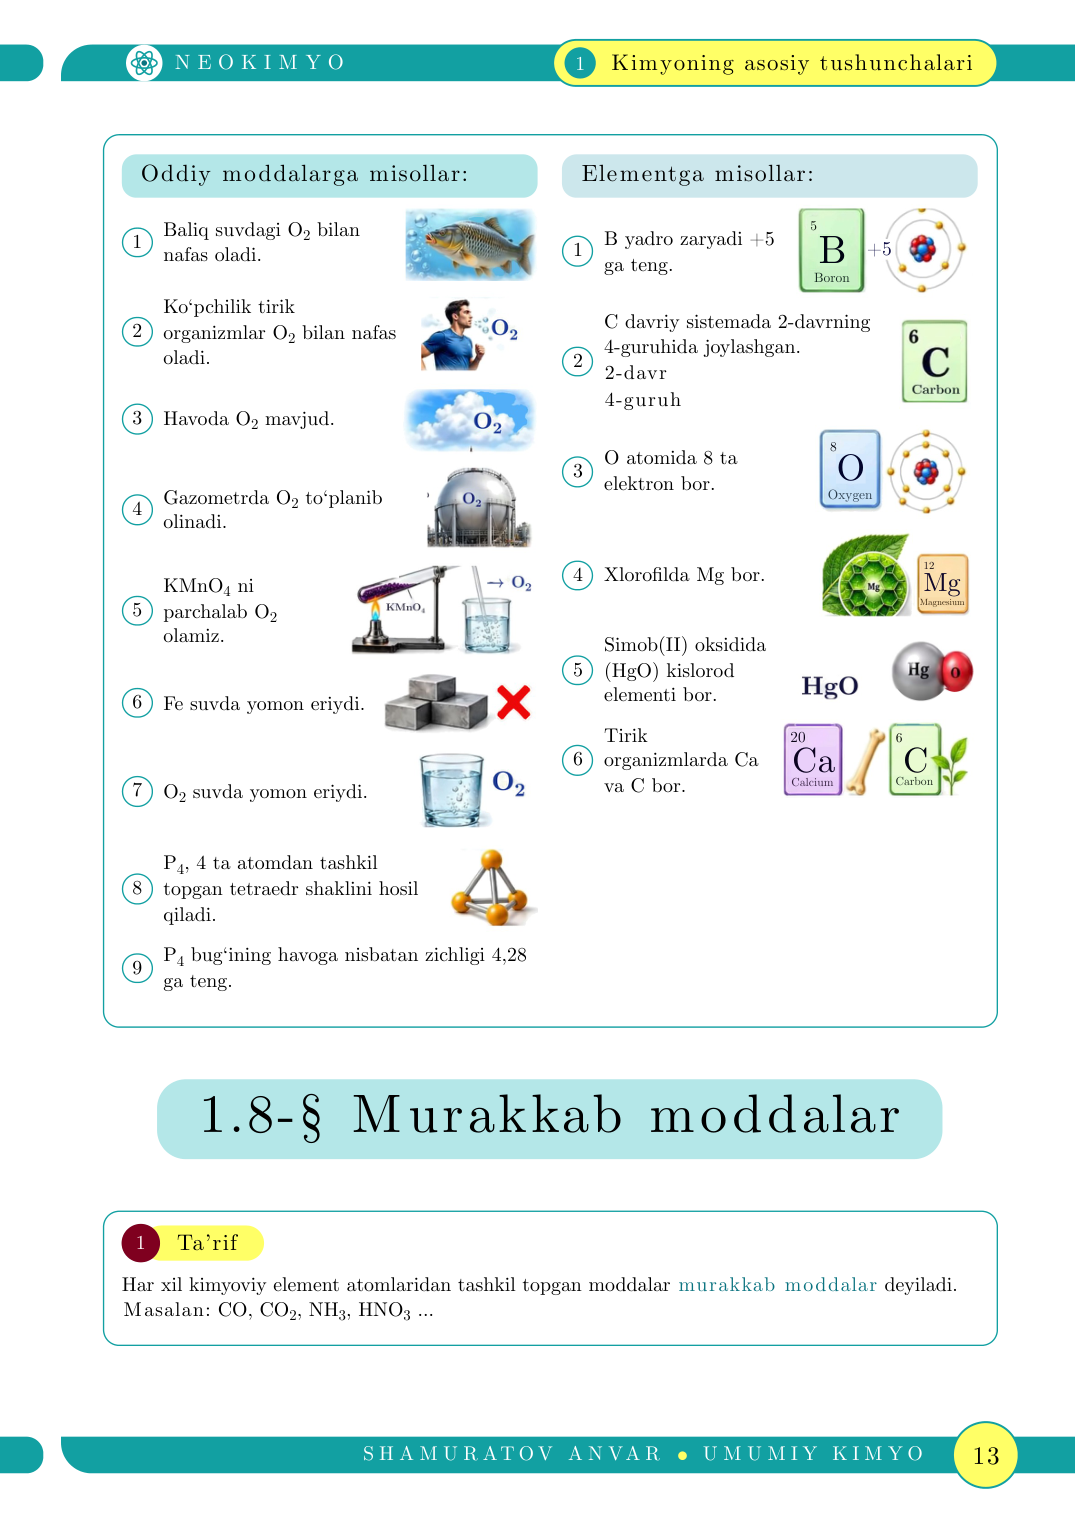 NEOKIMYO
1 Kimyoning asosiy tushunchalari
Oddiy moddalarga misollar:
1 Baliq suvdagi O₂ bilan
nafas oladi.
2 Ko‘pchilik tirik
organizmlar O₂ bilan nafas
oladi.
O₂
3 Havoda O₂ mavjud.
O₂
4 Gazometrda O₂ to‘planib
olinadi.
O₂
5 KMnO₄ ni
parchalab O₂
olamiz.
KMnO₄
→ O₂
6 Fe suvda yomon eriydi.
7 O₂ suvda yomon eriydi.
O₂
8 P₄, 4 ta atomdan tashkil
topgan tetraedr shaklini hosil
qiladi.
9 P₄ bug‘ining havoga nisbatan zichligi 4,28
ga teng.
Elementga misollar:
1 B yadro zaryadi +5
ga teng.
5
B
Boron
+5
2 C davriy sistemada 2-davrning
4-guruhida joylashgan.
2-davr
4-guruh
6
C
Carbon
3 O atomida 8 ta
elektron bor.
8
O
Oxygen
4 Xlorofilda Mg bor.
Mg
12
Mg
Magnesium
5 Simob(II) oksidida
(HgO) kislorod
elementi bor.
HgO
Hg O
6 Tirik
organizmlarda Ca
va C bor.
20
Ca
Calcium
6
C
Carbon
1.8-§ Murakkab moddalar
1 Ta’rif
Har xil kimyoviy element atomlaridan tashkil topgan moddalar murakkab moddalar deyiladi.
Masalan: CO, CO₂, NH₃, HNO₃ ...
SHAMURATOV ANVAR ● UMUMIY KIMYO
13